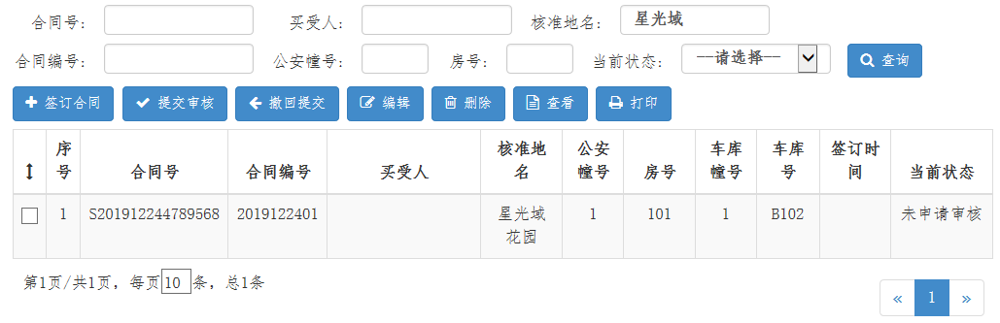 合同号： 买受人： 核准地名： 星光域
合同编号： 公安幢号： 房号： 当前状态： --请选择-- 查询
签订合同 提交审核 撤回提交 编辑 删除 查看 打印
序号 合同号 合同编号 买受人 核准地名 公安幢号 房号 车库幢号 车库号 签订时间 当前状态
1 S201912244789568 2019122401 星光域花园 1 101 1 B102 未申请审核
第1页/共1页，每页10条，总1条
« 1 »